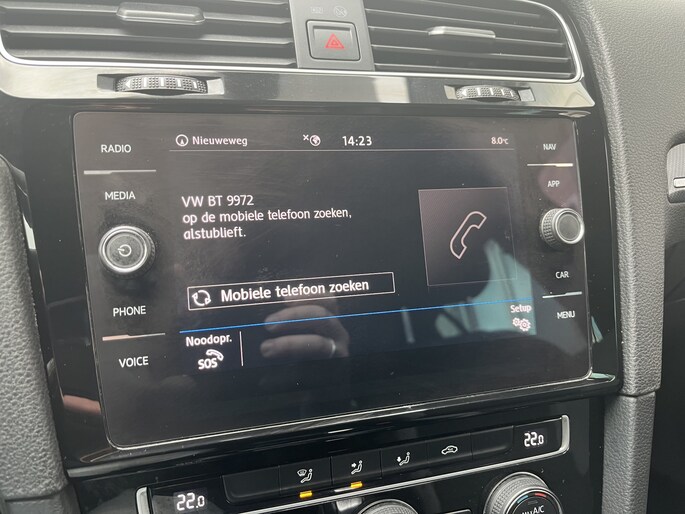 RADIO
Nieuweweg
14:23
8.0°C
NAV
MEDIA
VW BT 9972
op de mobiele telefoon zoeken,
alstublieft.
APP
Mobiele telefoon zoeken
CAR
PHONE
Setup
MENU
Noodopr.
SOS
VOICE
22.0
22.0
A/C